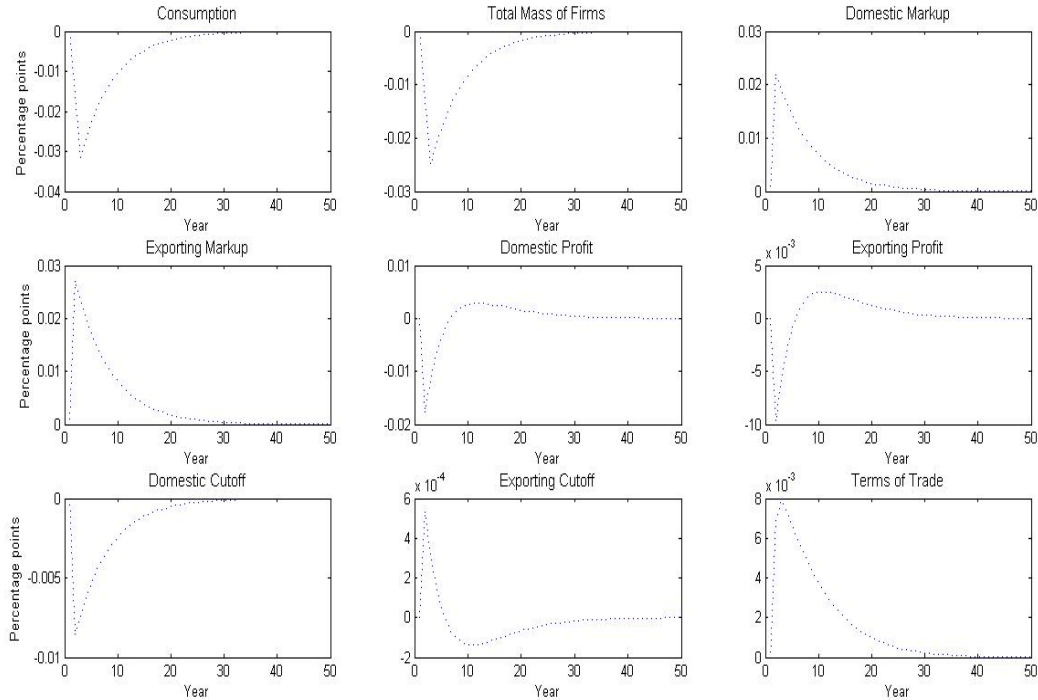 Consumption
0
-0.01
-0.02
-0.03
-0.04
0 10 20 30 40 50
Year
Percentage points
Total Mass of Firms
0
-0.01
-0.02
-0.03
0 10 20 30 40 50
Year
Domestic Markup
0.03
0.02
0.01
0
0 10 20 30 40 50
Year
Exporting Markup
0.03
0.02
0.01
0
0 10 20 30 40 50
Year
Percentage points
Domestic Profit
0.01
0
-0.01
-0.02
0 10 20 30 40 50
Year
Exporting Profit
x 10^-3
5
0
-5
-10
0 10 20 30 40 50
Year
Domestic Cutoff
0
-0.005
-0.01
0 10 20 30 40 50
Year
Percentage points
Exporting Cutoff
x 10^-4
6
4
2
0
-2
0 10 20 30 40 50
Year
Terms of Trade
x 10^-3
8
6
4
2
0
0 10 20 30 40 50
Year